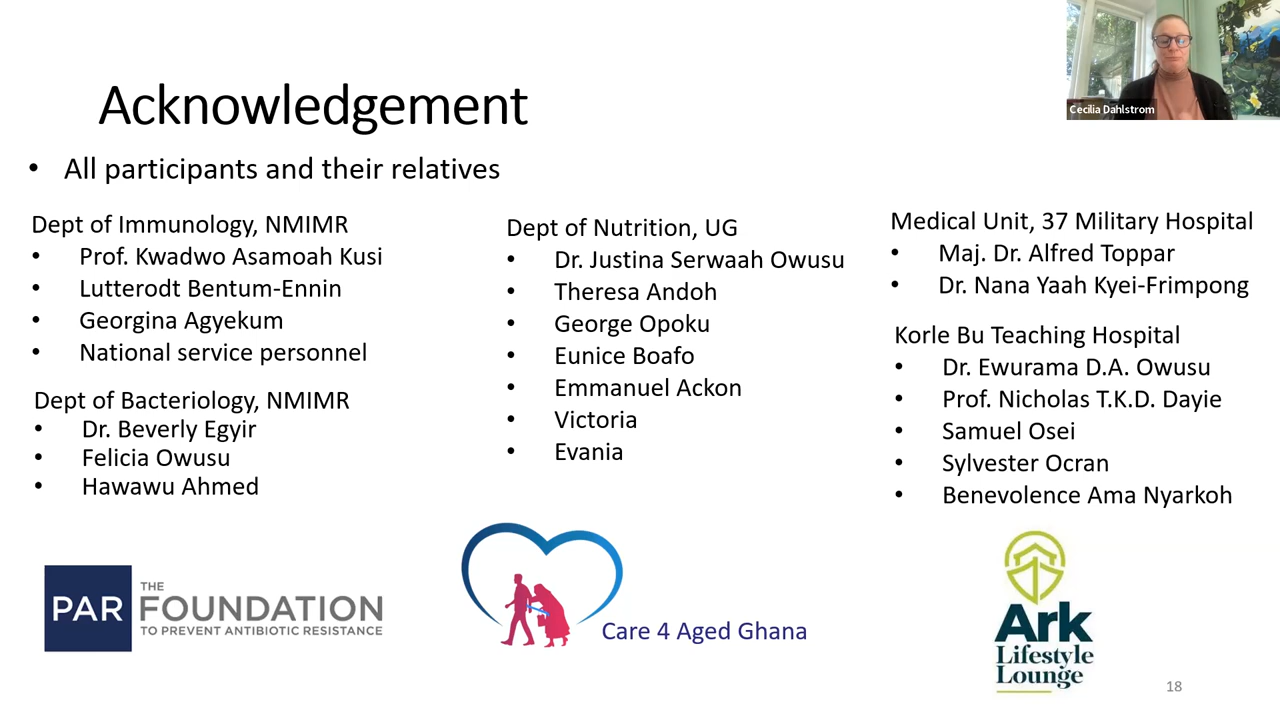 Cecilia Dahlstrom
Acknowledgement
• All participants and their relatives
Dept of Immunology, NMIMR
• Prof. Kwadwo Asamoah Kusi
• Lutterodt Bentum-Ennin
• Georgina Agyekum
• National service personnel
Dept of Bacteriology, NMIMR
• Dr. Beverly Egyir
• Felicia Owusu
• Hawawu Ahmed
Dept of Nutrition, UG
• Dr. Justina Serwaah Owusu
• Theresa Andoh
• George Opoku
• Eunice Boafo
• Emmanuel Ackon
• Victoria
• Evania
Medical Unit, 37 Military Hospital
• Maj. Dr. Alfred Toppar
• Dr. Nana Yaah Kyei-Frimpong
Korle Bu Teaching Hospital
• Dr. Ewurama D.A. Owusu
• Prof. Nicholas T.K.D. Dayie
• Samuel Osei
• Sylvester Ocran
• Benevolence Ama Nyarkoh
PAR
THE
FOUNDATION
TO PREVENT ANTIBIOTIC RESISTANCE
Care 4 Aged Ghana
Ark
Lifestyle
Lounge
18